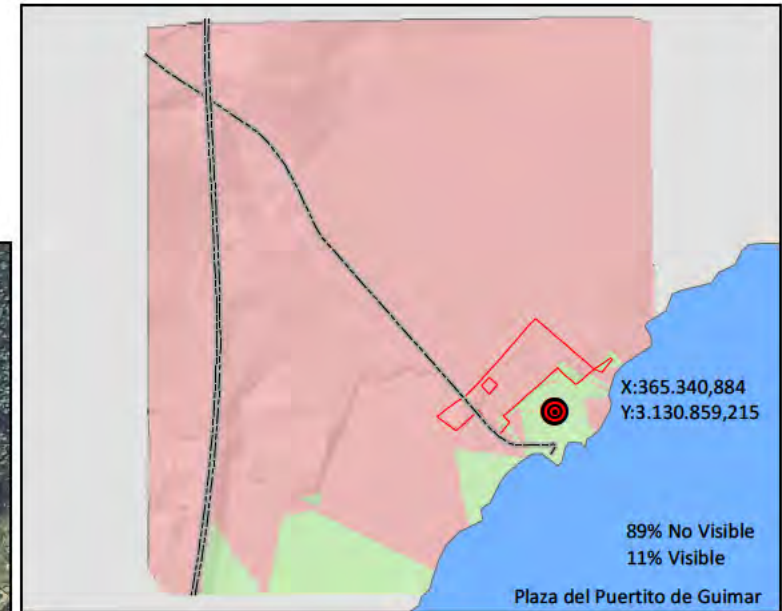 X:365.340,884
Y:3.130.859,215
89% No Visible
11% Visible
Plaza del Puertito de Guimar